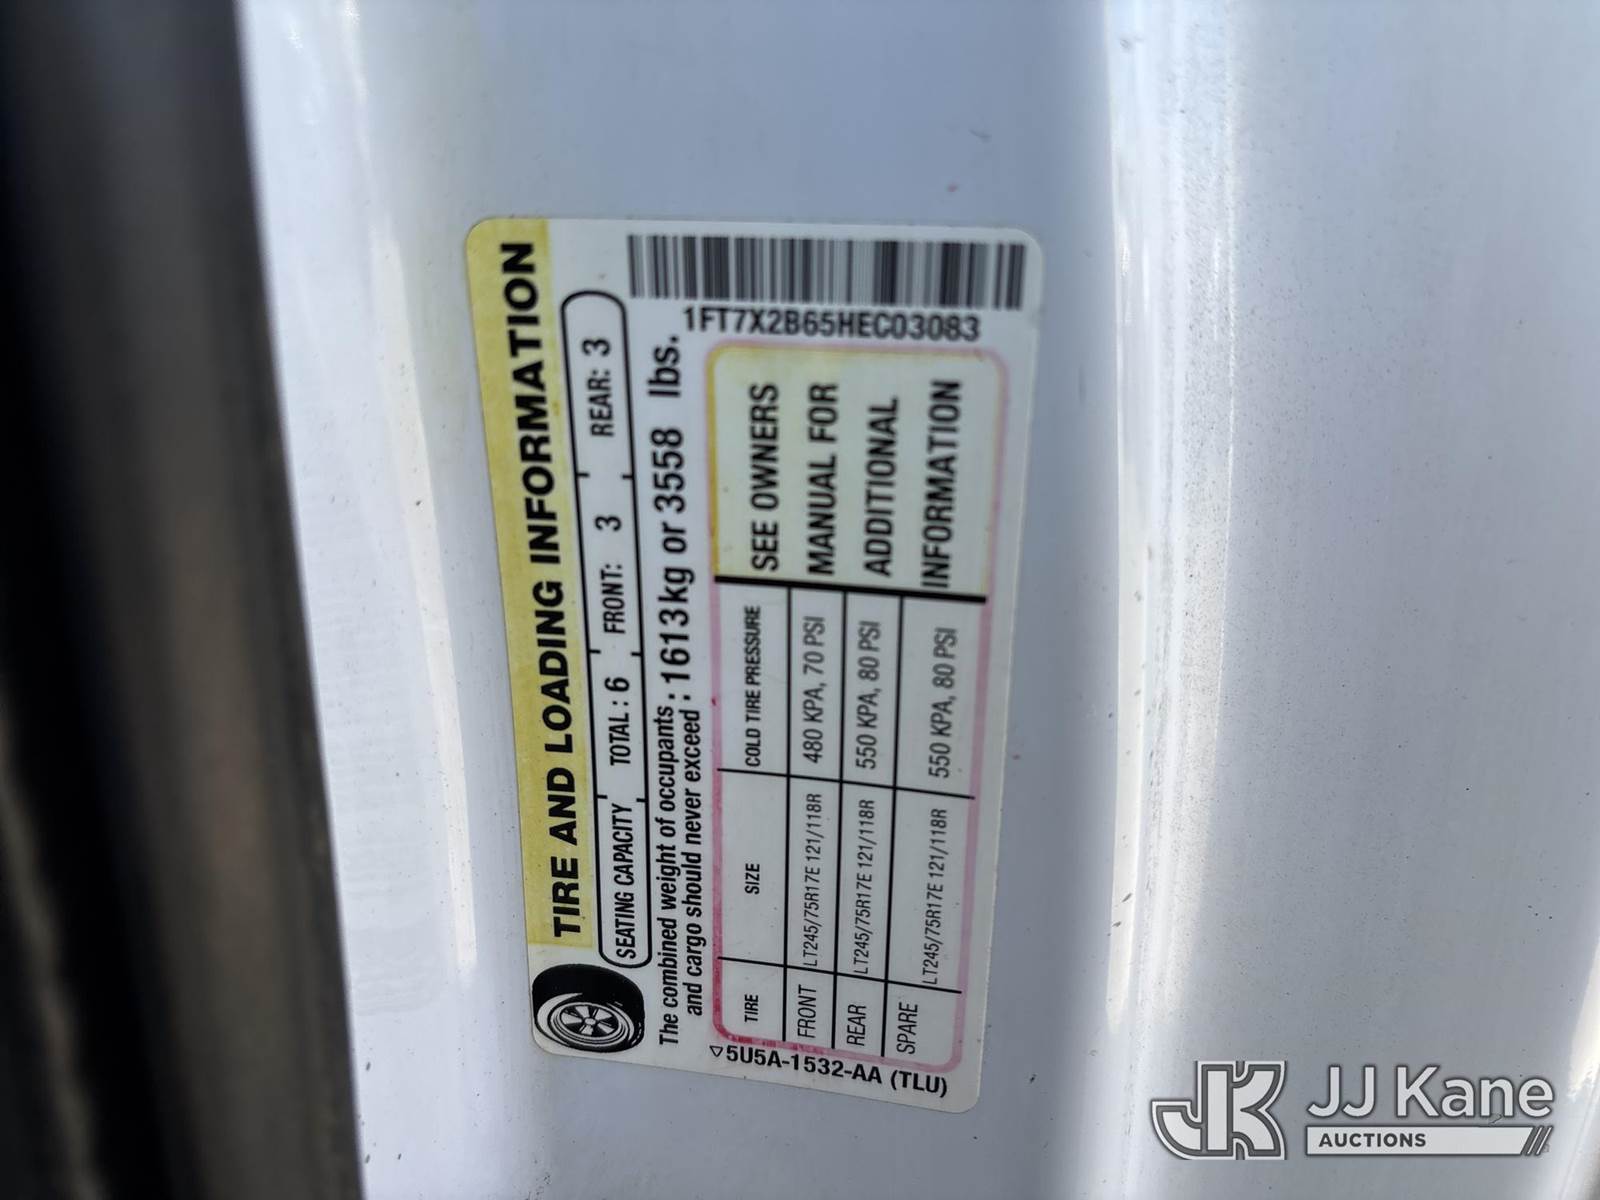 TIRE AND LOADING INFORMATION
SEATING CAPACITY TOTAL : 6 FRONT: 3 REAR: 3
The combined weight of occupants and cargo should never exceed : 1613kg or 3558 lbs.
1FT7X2B65HEC03083
TIRE SIZE COLD TIRE PRESSURE
FRONT LT245/75R17E 121/118R 480 KPA, 70 PSI
REAR LT245/75R17E 121/118R 550 KPA, 80 PSI
SPARE LT245/75R17E 121/118R 550 KPA, 80 PSI
SEE OWNERS
MANUAL FOR
ADDITIONAL
INFORMATION
▽5U5A-1532-AA (TLU)
JK
JJ Kane
AUCTIONS